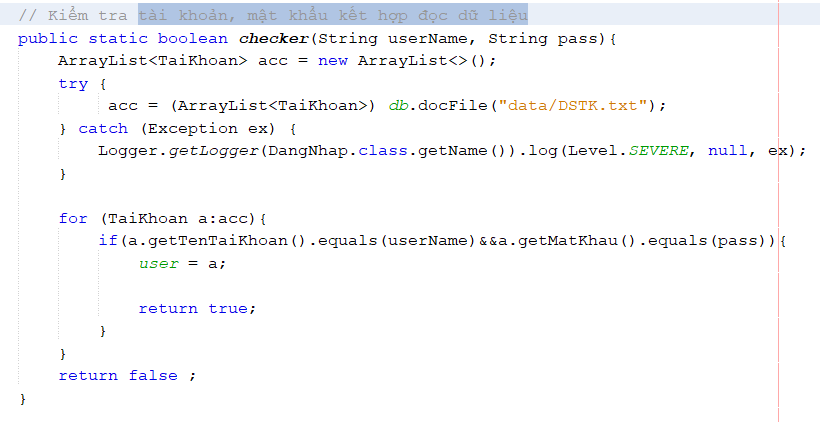 // Kiểm tra tài khoản, mật khẩu kết hợp đọc dữ liệu
public static boolean checker(String userName, String pass){
    ArrayList<TaiKhoan> acc = new ArrayList<>();
    try {
         acc = (ArrayList<TaiKhoan>) db.docFile("data/DSTK.txt");
    } catch (Exception ex) {
        Logger.getLogger(DangNhap.class.getName()).log(Level.SEVERE, null, ex);
    }
    for (TaiKhoan a:acc){
        if(a.getTenTaiKhoan().equals(userName)&&a.getMatKhau().equals(pass)){
            user = a;
            return true;
        }
    }
    return false ;
}